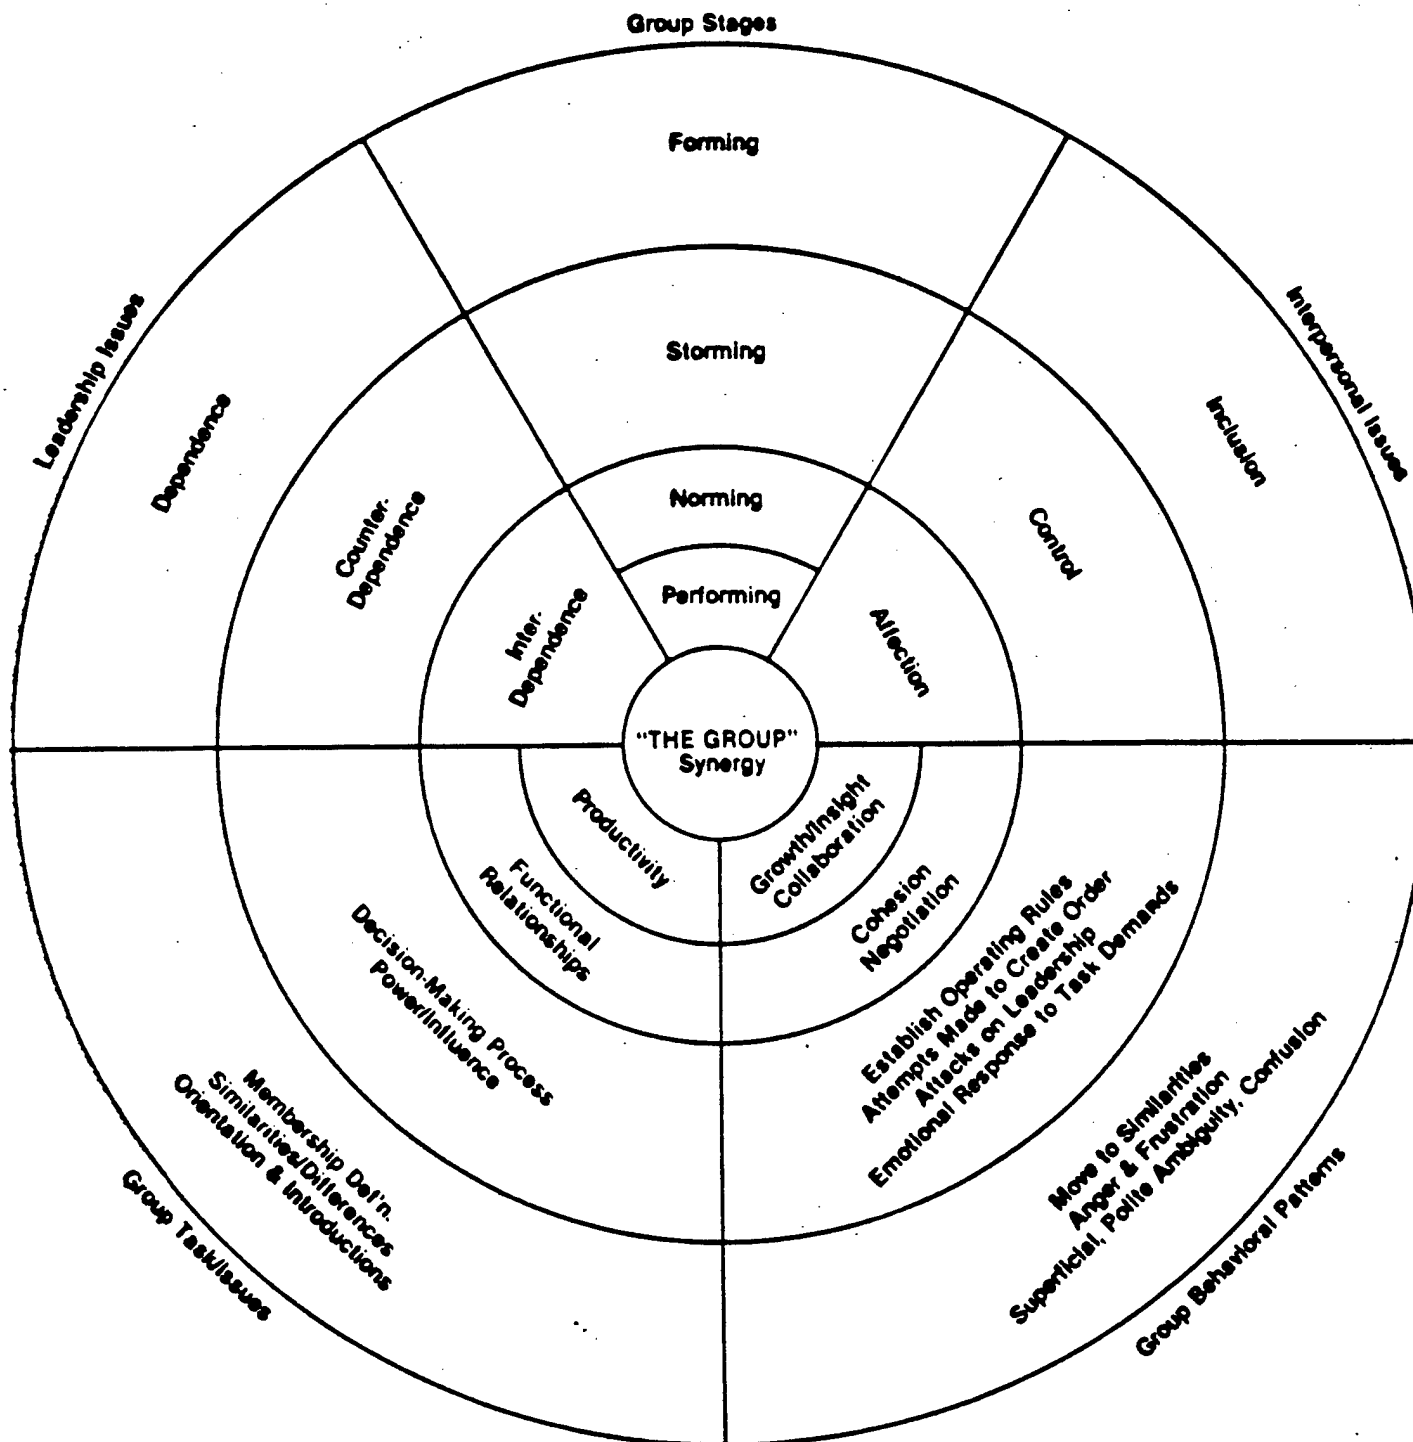 Group Stages
Forming
Storming
Norming
Performing
Leadership Issues
Dependence
Counter-
Dependence
Inter-
Dependence
Interpersonal Issues
Inclusion
Control
Affection
"THE GROUP"
Synergy
Productivity
Functional
Relationships
Decision-Making Process
Power/Influence
Membership Def'n.
Similarities/Differences
Orientation & Introductions
Group Task/Issues
Growth/Insight
Collaboration
Cohesion
Negotiation
Establish Operating Rules
Attempts Made to Create Order
Attacks on Leadership
Emotional Response to Task Demands
Move to Similarities
Anger & Frustration
Superficial, Polite Ambiguity, Confusion
Group Behavioral Patterns